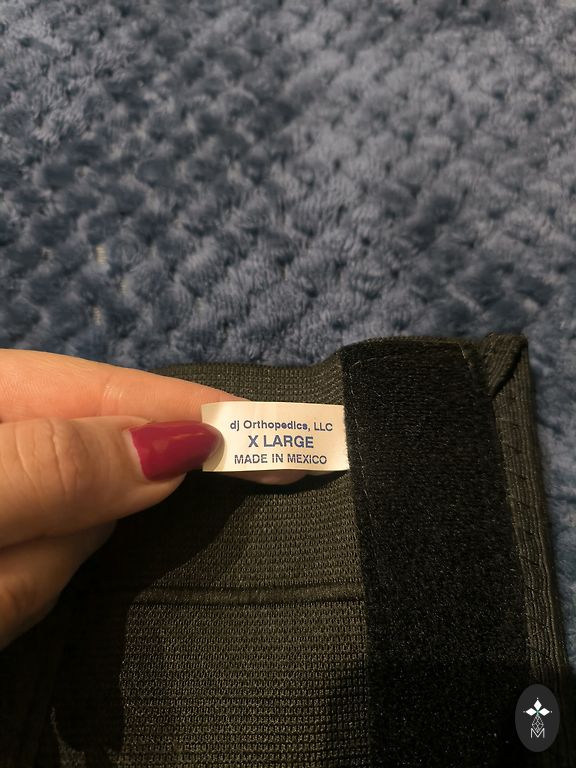 dj Orthopedics, LLC
X LARGE
MADE IN MEXICO
M